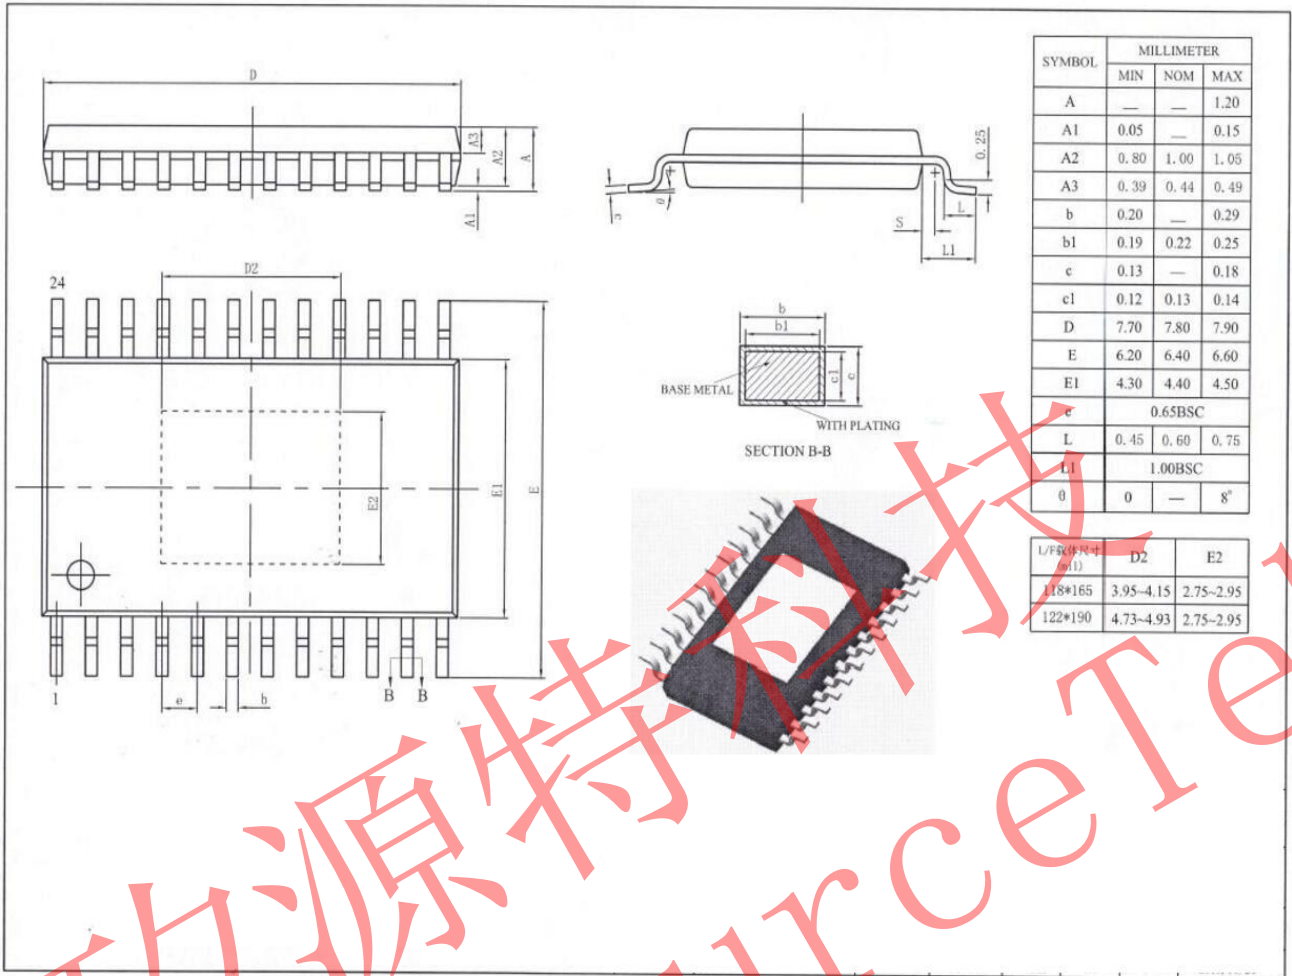 D
A3
A2
A
A1
0.25
c
θ
S
L
L1
24
D2
E2
E1
E
1
e
b
B B
b
b1
c1
c
BASE METAL
WITH PLATING
SECTION B-B
SYMBOL MILLIMETER
MIN NOM MAX
A — — 1.20
A1 0.05 — 0.15
A2 0.80 1.00 1.05
A3 0.39 0.44 0.49
b 0.20 — 0.29
b1 0.19 0.22 0.25
c 0.13 — 0.18
c1 0.12 0.13 0.14
D 7.70 7.80 7.90
E 6.20 6.40 6.60
E1 4.30 4.40 4.50
e 0.65BSC
L 0.45 0.60 0.75
L1 1.00BSC
θ 0 — 8°
L/F载体尺寸 D2 E2
(mil)
118*165 3.95~4.15 2.75~2.95
122*190 4.73~4.93 2.75~2.95
源特科技
urceTe